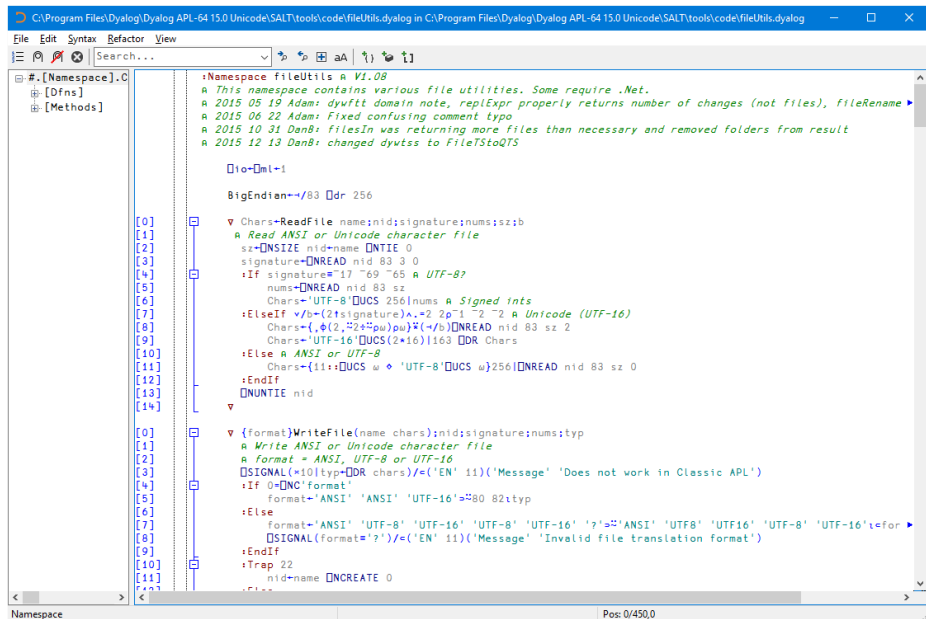 C:\Program Files\Dyalog\Dyalog APL-64 15.0 Unicode\SALT\tools\code\fileUtils.dyalog in C:\Program Files\Dyalog\Dyalog APL-64 15.0 Unicode\SALT\tools\code\fileUtils.dyalog
File Edit Syntax Refactor View
Search...
#.[Namespace].C
[Dfns]
[Methods]
:Namespace fileUtils ⍝ V1.08
⍝ This namespace contains various file utilities. Some require .Net.
⍝ 2015 05 19 Adam: dywftt domain note, replExpr properly returns number of changes (not files), fileRename
⍝ 2015 06 22 Adam: Fixed confusing comment typo
⍝ 2015 10 31 DanB: filesIn was returning more files than necessary and removed folders from result
⍝ 2015 12 13 DanB: changed dywtss to FileTStoQTS
⎕io←⎕ml←1
BigEndian←⊣/83 ⎕dr 256
[0] ∇ Chars←ReadFile name;nid;signature;nums;sz;b
[1] ⍝ Read ANSI or Unicode character file
[2] sz←⎕NSIZE nid←name ⎕NTIE 0
[3] signature←⎕NREAD nid 83 3 0
[4] :If signature≡¯17 ¯69 ¯65 ⍝ UTF-8?
[5] nums←⎕NREAD nid 83 sz
[6] Chars←'UTF-8'⎕UCS 256|nums ⍝ Signed ints
[7] :ElseIf ∨/b←(2↑signature)∧.=2 2⍴¯1 ¯2 ¯2 ⍝ Unicode (UTF-16)
[8] Chars←{,⌽(2,⍨2÷⍨⍴⍵)⍴⍵}⍣(⊣/b)⎕NREAD nid 83 sz 2
[9] Chars←'UTF-16'⎕UCS(2*16)|163 ⎕DR Chars
[10] :Else ⍝ ANSI or UTF-8
[11] Chars←{11::⎕UCS ⍵ ⋄ 'UTF-8'⎕UCS ⍵}256|⎕NREAD nid 83 sz 0
[12] :EndIf
[13] ⎕NUNTIE nid
[14] ∇
[0] ∇ {format}WriteFile(name chars);nid;signature;nums;typ
[1] ⍝ Write ANSI or Unicode character file
[2] ⍝ format = ANSI, UTF-8 or UTF-16
[3] ⎕SIGNAL(×10|typ←⎕DR chars)/⊂('EN' 11)('Message' 'Does not work in Classic APL')
[4] :If 0=⎕NC'format'
[5] format←'ANSI' 'ANSI' 'UTF-16'⊃⍨80 82⍳typ
[6] :Else
[7] format←'ANSI' 'UTF-8' 'UTF-16' 'UTF-8' 'UTF-16' '?'⊃⍨'ANSI' 'UTF8' 'UTF16' 'UTF-8' 'UTF-16'⍳⊂for
[8] ⎕SIGNAL(format≡'?')/⊂('EN' 11)('Message' 'Invalid file translation format')
[9] :EndIf
[10] :Trap 22
[11] nid←name ⎕NCREATE 0
Namespace
Pos: 0/450,0